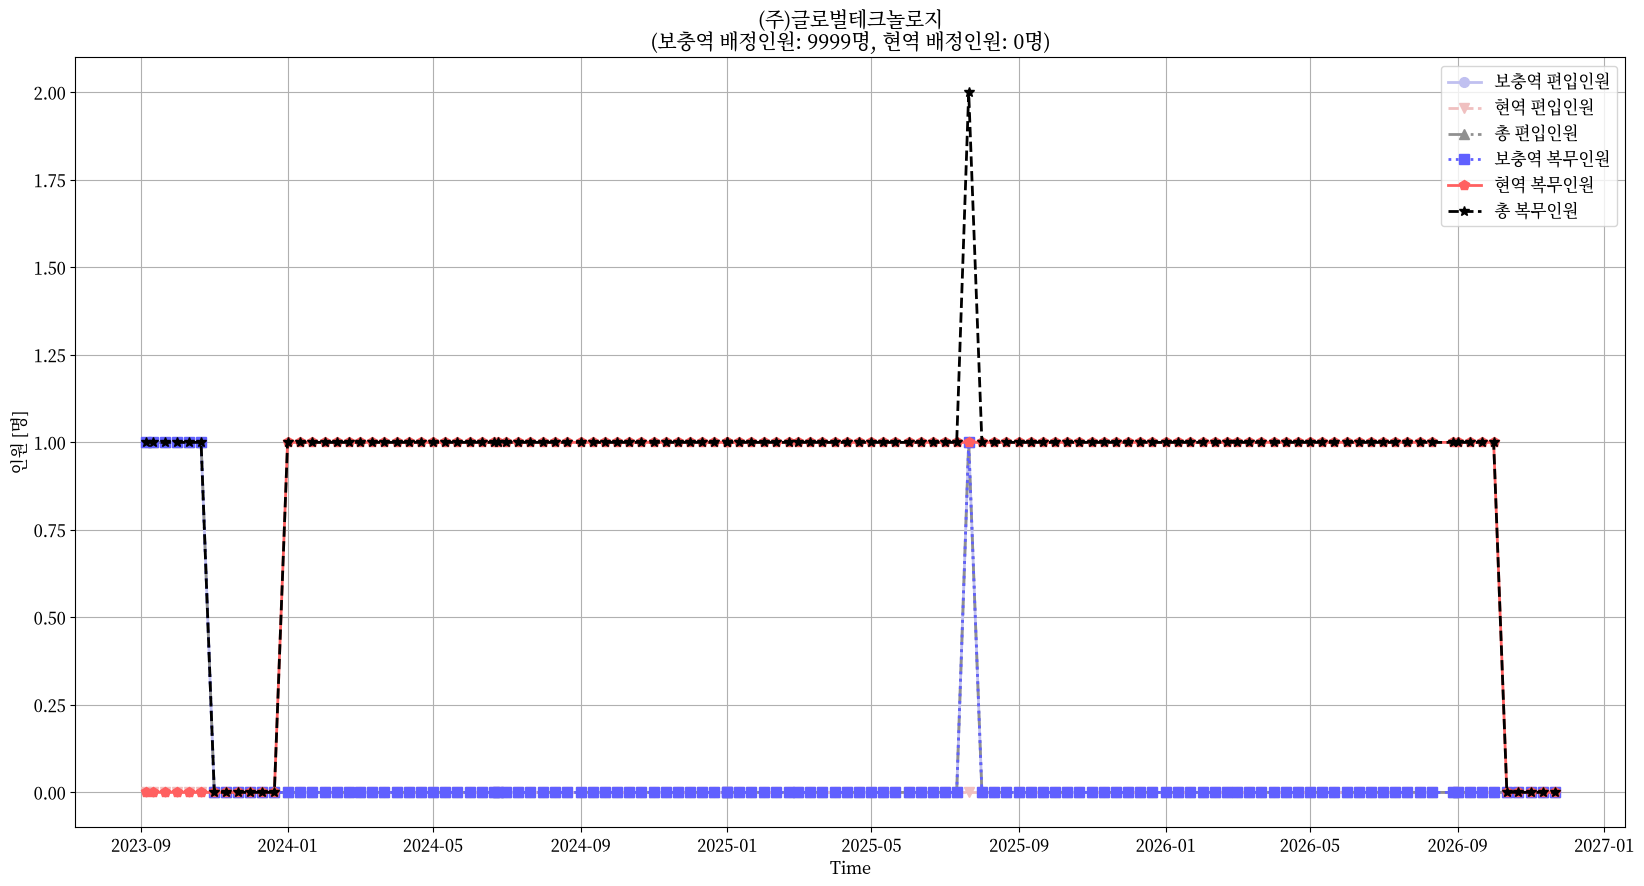 (주)글로벌테크놀로지
(보충역 배정인원: 9999명, 현역 배정인원: 0명)
보충역 편입인원
현역 편입인원
총 편입인원
보충역 복무인원
현역 복무인원
총 복무인원
인원 [명]
2.00
1.75
1.50
1.25
1.00
0.75
0.50
0.25
0.00
2023-09
2024-01
2024-05
2024-09
2025-01
2025-05
2025-09
2026-01
2026-05
2026-09
2027-01
Time